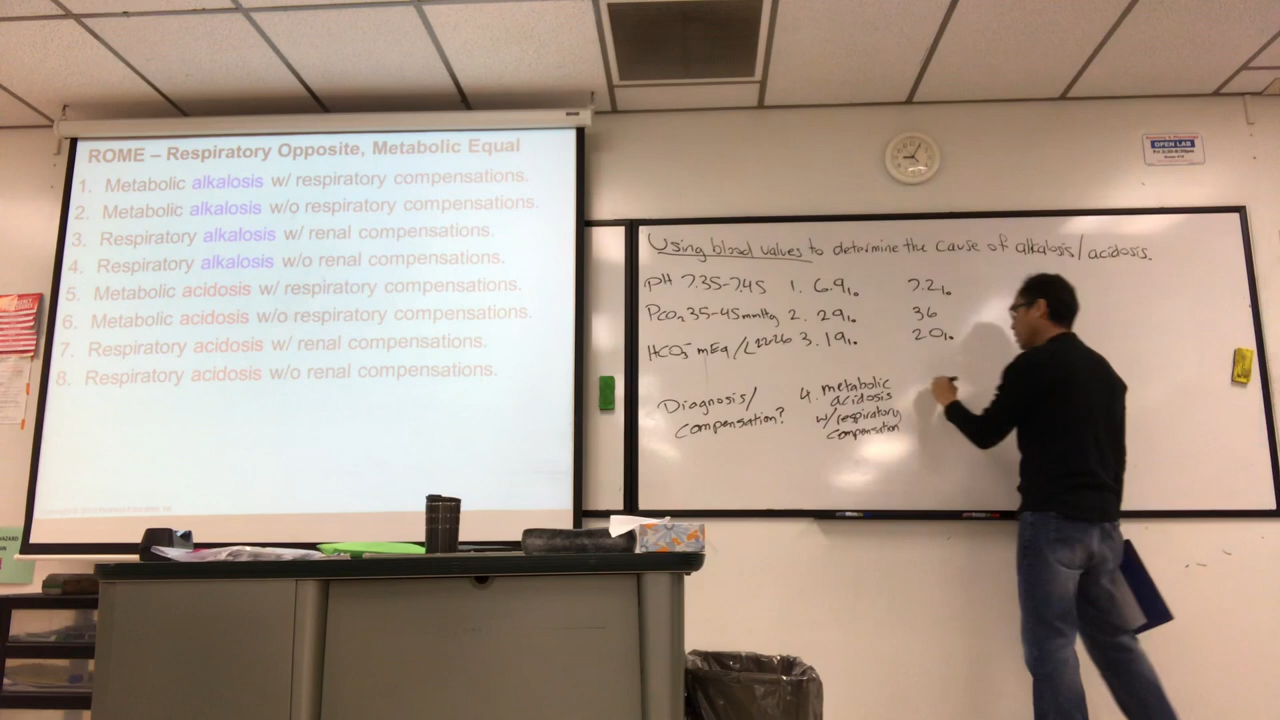 ROME – Respiratory Opposite, Metabolic Equal
1. Metabolic alkalosis w/ respiratory compensations.
2. Metabolic alkalosis w/o respiratory compensations.
3. Respiratory alkalosis w/ renal compensations.
4. Respiratory alkalosis w/o renal compensations.
5. Metabolic acidosis w/ respiratory compensations.
6. Metabolic acidosis w/o respiratory compensations.
7. Respiratory acidosis w/ renal compensations.
8. Respiratory acidosis w/o renal compensations.
OPEN LAB
Using blood values to determine the cause of alkalosis/acidosis.
pH 7.35-7.45 1. 6.9 7.2
Pco₂ 35-45mmHg 2. 29 36
HCO₃⁻ mEq/L 22-26 3. 19 20
Diagnosis/
compensation?
4. metabolic
acidosis
w/respiratory
compensation